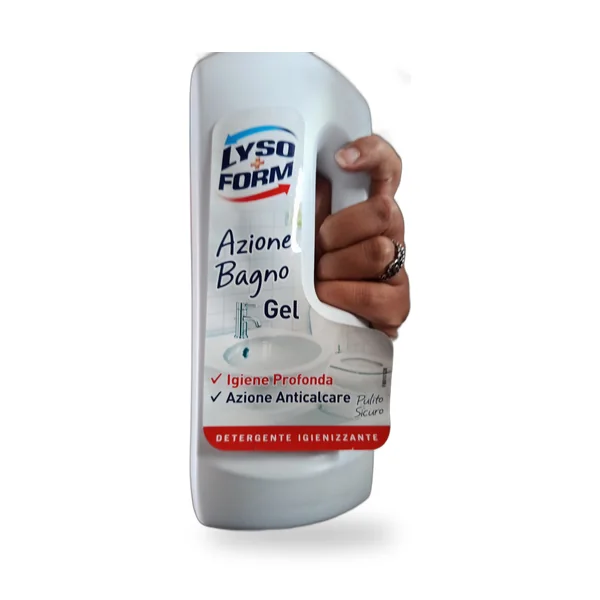 LYSO
FORM
Azione
Bagno
Gel
✓ Igiene Profonda
✓ Azione Anticalcare
Pulito
Sicuro
DETERGENTE IGIENIZZANTE